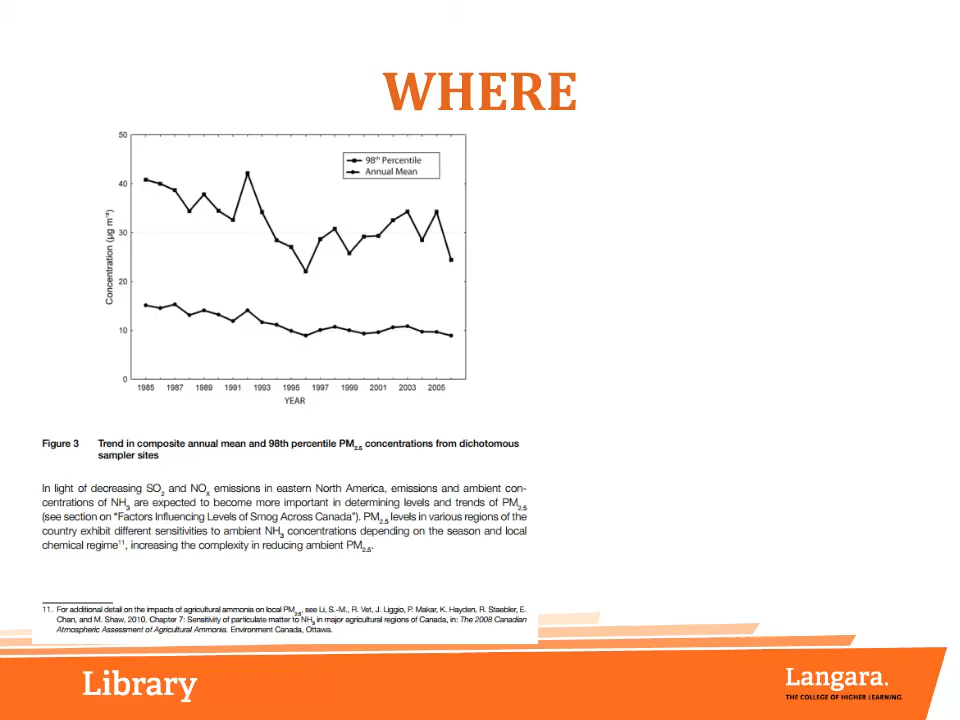 WHERE
50
98th Percentile
Annual Mean
40
30
20
10
0
Concentration (µg m⁻³)
1985 1987 1989 1991 1993 1995 1997 1999 2001 2003 2005
YEAR
Figure 3 Trend in composite annual mean and 98th percentile PM2.5 concentrations from dichotomous
sampler sites
In light of decreasing SO2 and NOX emissions in eastern North America, emissions and ambient con-
centrations of NH3 are expected to become more important in determining levels and trends of PM2.5
(see section on “Factors Influencing Levels of Smog Across Canada”). PM2.5 levels in various regions of the
country exhibit different sensitivities to ambient NH3 concentrations depending on the season and local
chemical regime11, increasing the complexity in reducing ambient PM2.5.
11. For additional detail on the impacts of agricultural ammonia on local PM2.5, see Li, S.-M., R. Vet, J. Liggio, P. Makar, K. Hayden, R. Staebler, E.
Chan, and M. Shaw, 2010. Chapter 7: Sensitivity of particulate matter to NH3 in major agricultural regions of Canada, in: The 2008 Canadian
Atmospheric Assessment of Agricultural Ammonia. Environment Canada, Ottawa.
Library
Langara.
THE COLLEGE OF HIGHER LEARNING.